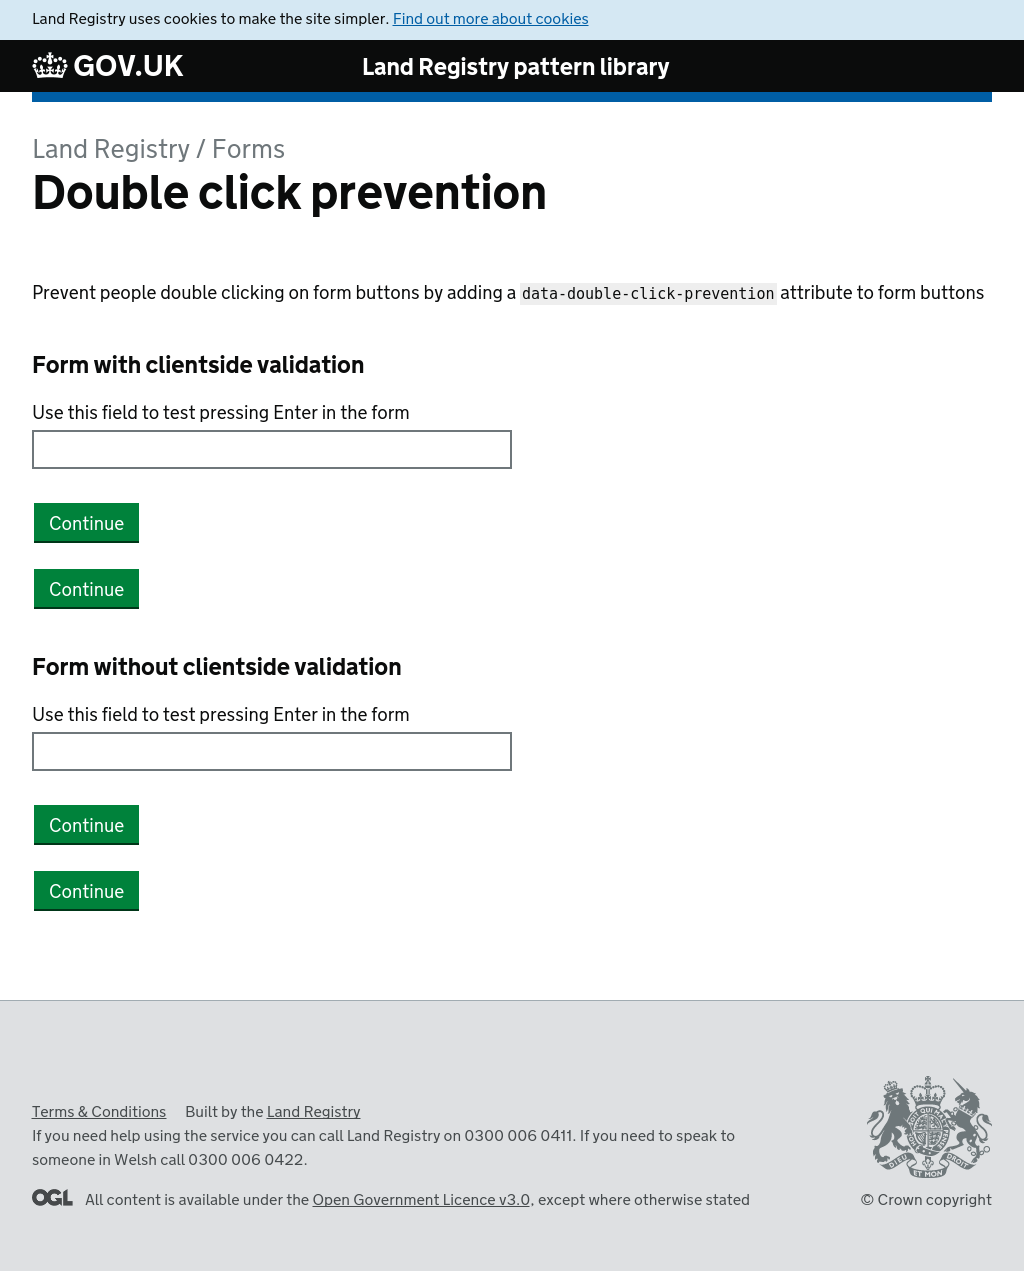 Land Registry uses cookies to make the site simpler. Find out more about cookies
GOV.UK
Land Registry pattern library
Land Registry / Forms
Double click prevention
Prevent people double clicking on form buttons by adding a data-double-click-prevention attribute to form buttons
Form with clientside validation
Use this field to test pressing Enter in the form
Continue
Continue
Form without clientside validation
Use this field to test pressing Enter in the form
Continue
Continue
Terms & Conditions Built by the Land Registry
If you need help using the service you can call Land Registry on 0300 006 0411. If you need to speak to
someone in Welsh call 0300 006 0422.
OGL All content is available under the Open Government Licence v3.0, except where otherwise stated
DIEU ET MON DROIT
© Crown copyright